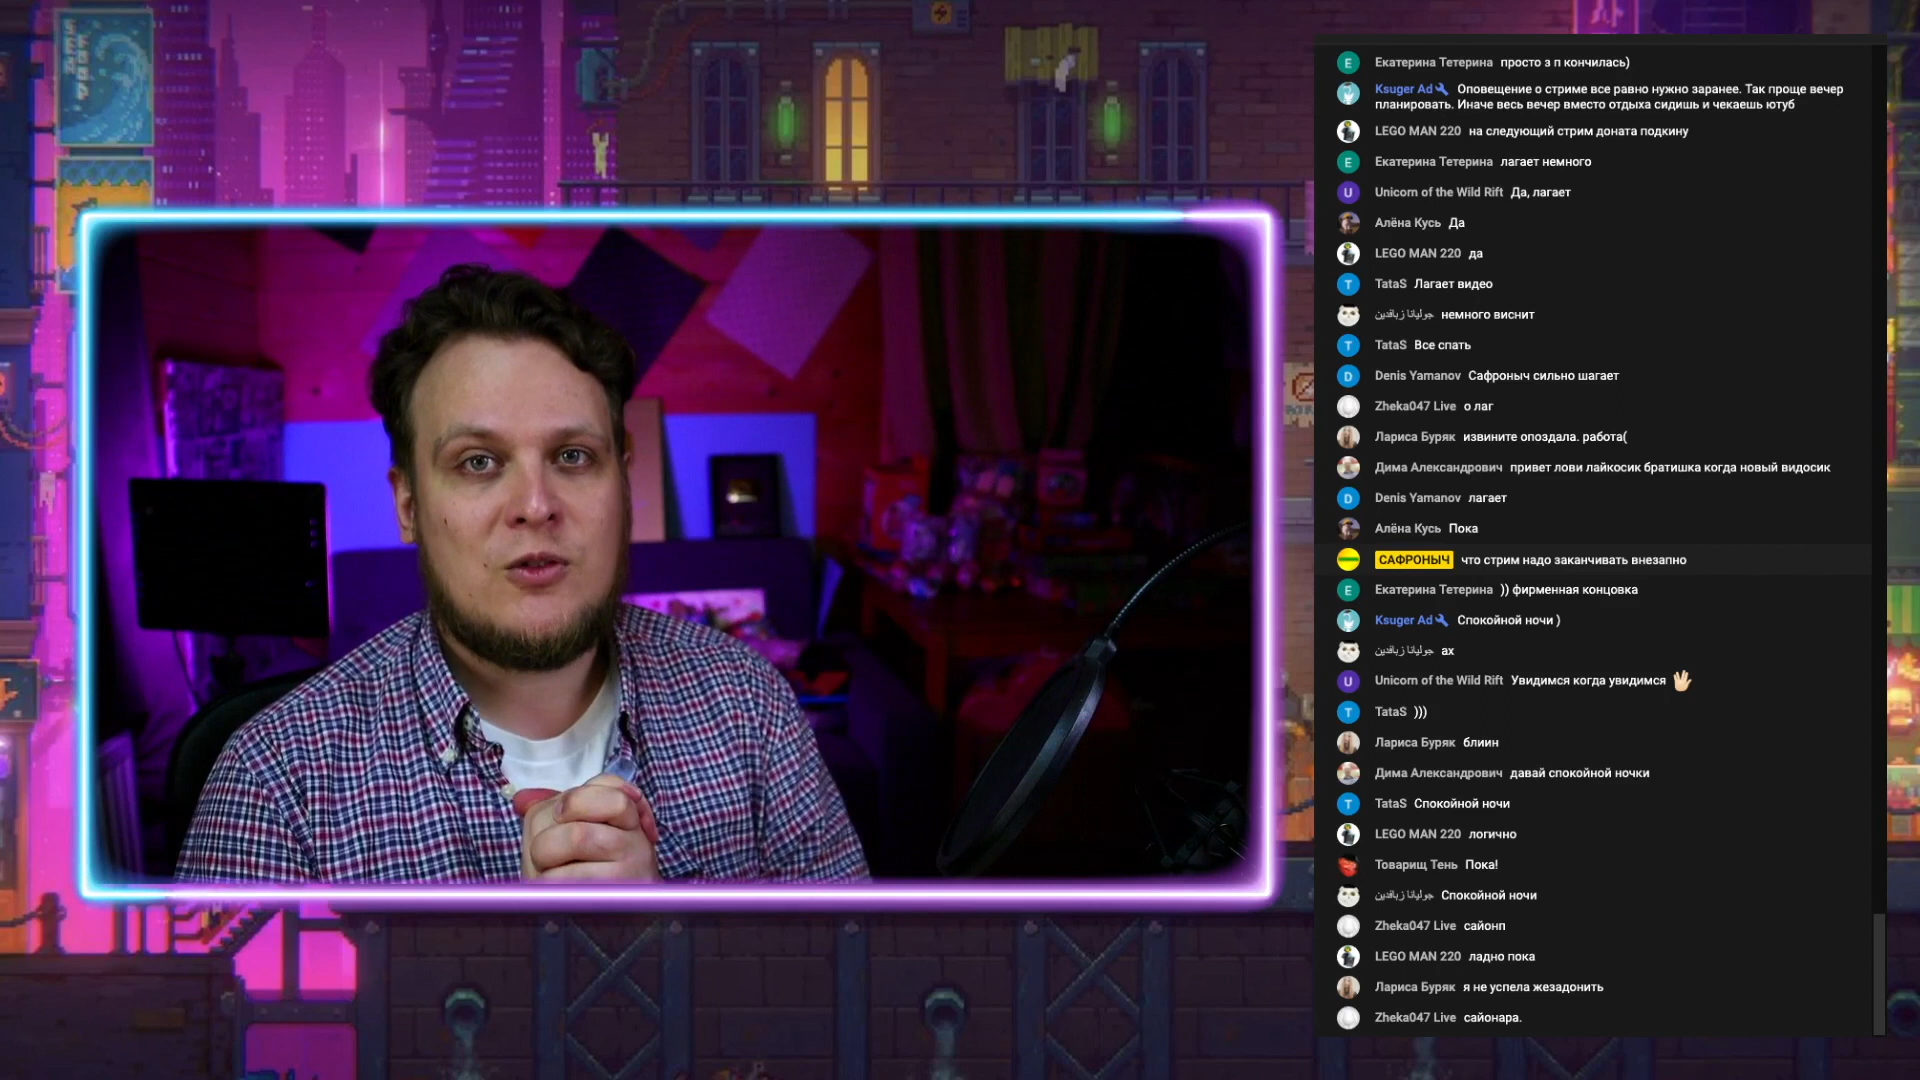 Екатерина Тетерина просто з п кончилась)
Ksuger Ad Оповещение о стриме все равно нужно заранее. Так проще вечер
планировать. Иначе весь вечер вместо отдыха сидишь и чекаешь ютуб
LEGO MAN 220 на следующий стрим доната подкину
Екатерина Тетерина лагает немного
Unicorn of the Wild Rift Да, лагает
Алёна Кусь Да
LEGO MAN 220 да
TataS Лагает видео
جوليانا زبافدين немного виснит
TataS Все спать
Denis Yamanov Сафроныч сильно шагает
Zheka047 Live о лаг
Лариса Буряк извините опоздала. работа(
Дима Александрович привет лови лайкосик братишка когда новый видосик
Denis Yamanov лагает
Алёна Кусь Пока
САФРОНЫЧ что стрим надо заканчивать внезапно
Екатерина Тетерина )) фирменная концовка
Ksuger Ad Спокойной ночи )
جوليانا زبافدين ах
Unicorn of the Wild Rift Увидимся когда увидимся 🖖🏻
TataS )))
Лариса Буряк блиин
Дима Александрович давай спокойной ночки
TataS Спокойной ночи
LEGO MAN 220 логично
Товарищ Тень Пока!
جوليانا زبافدين Спокойной ночи
Zheka047 Live сайонп
LEGO MAN 220 ладно пока
Лариса Буряк я не успела жезадонить
Zheka047 Live сайонара.